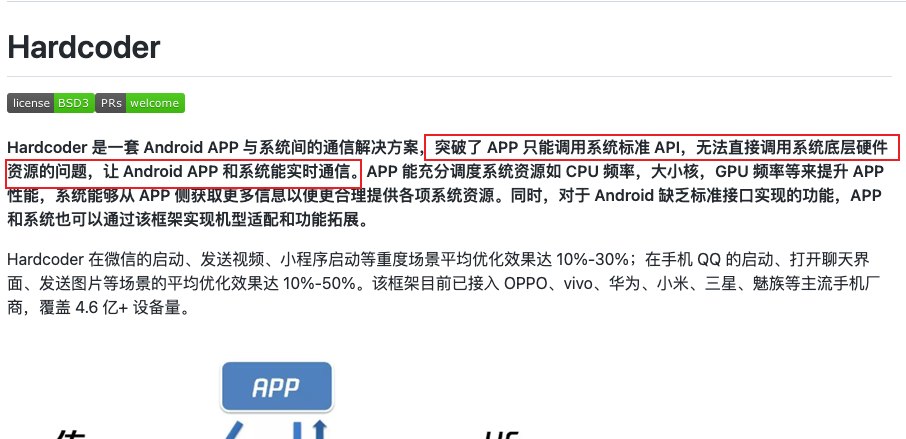 Hardcoder
license BSD3 PRs welcome
Hardcoder 是一套 Android APP 与系统间的通信解决方案，突破了 APP 只能调用系统标准 API，无法直接调用系统底层硬件
资源的问题，让 Android APP 和系统能实时通信。APP 能充分调度系统资源如 CPU 频率，大小核，GPU 频率等来提升 APP
性能，系统能够从 APP 侧获取更多信息以便更合理提供各项系统资源。同时，对于 Android 缺乏标准接口实现的功能，APP
和系统也可以通过该框架实现机型适配和功能拓展。
Hardcoder 在微信的启动、发送视频、小程序启动等重度场景平均优化效果达 10%-30%；在手机 QQ 的启动、打开聊天界
面、发送图片等场景的平均优化效果达 10%-50%。该框架目前已接入 OPPO、vivo、华为、小米、三星、魅族等主流手机厂
商，覆盖 4.6 亿+ 设备量。
APP